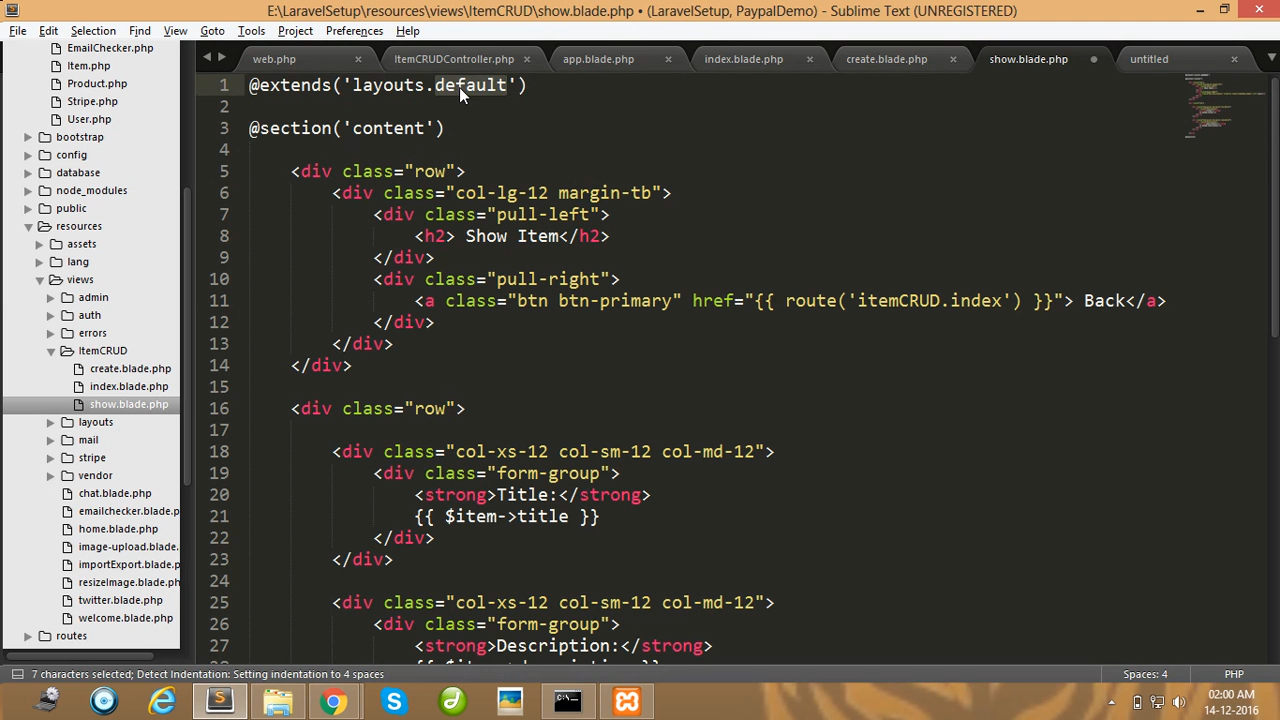 E:\LaravelSetup\resources\views\ItemCRUD\show.blade.php • (LaravelSetup, PaypalDemo) - Sublime Text (UNREGISTERED)
File Edit Selection Find View Goto Tools Project Preferences Help
web.php × ItemCRUDController.php × app.blade.php × index.blade.php × create.blade.php × show.blade.php • untitled ×
EmailChecker.php
Item.php
Product.php
Stripe.php
User.php
bootstrap
config
database
node_modules
public
resources
assets
lang
views
admin
auth
errors
ItemCRUD
create.blade.php
index.blade.php
show.blade.php
layouts
mail
stripe
vendor
chat.blade.php
emailchecker.blade.p
home.blade.php
image-upload.blade.
importExport.blade.p
resizeImage.blade.ph
twitter.blade.php
welcome.blade.php
routes
1 @extends('layouts.default')
2
3 @section('content')
4
5 <div class="row">
6 <div class="col-lg-12 margin-tb">
7 <div class="pull-left">
8 <h2> Show Item</h2>
9 </div>
10 <div class="pull-right">
11 <a class="btn btn-primary" href="{{ route('itemCRUD.index') }}"> Back</a>
12 </div>
13 </div>
14 </div>
15
16 <div class="row">
17
18 <div class="col-xs-12 col-sm-12 col-md-12">
19 <div class="form-group">
20 <strong>Title:</strong>
21 {{ $item->title }}
22 </div>
23 </div>
24
25 <div class="col-xs-12 col-sm-12 col-md-12">
26 <div class="form-group">
27 <strong>Description:</strong>
7 characters selected; Detect Indentation: Setting indentation to 4 spaces Spaces: 4 PHP
02:00 AM
14-12-2016